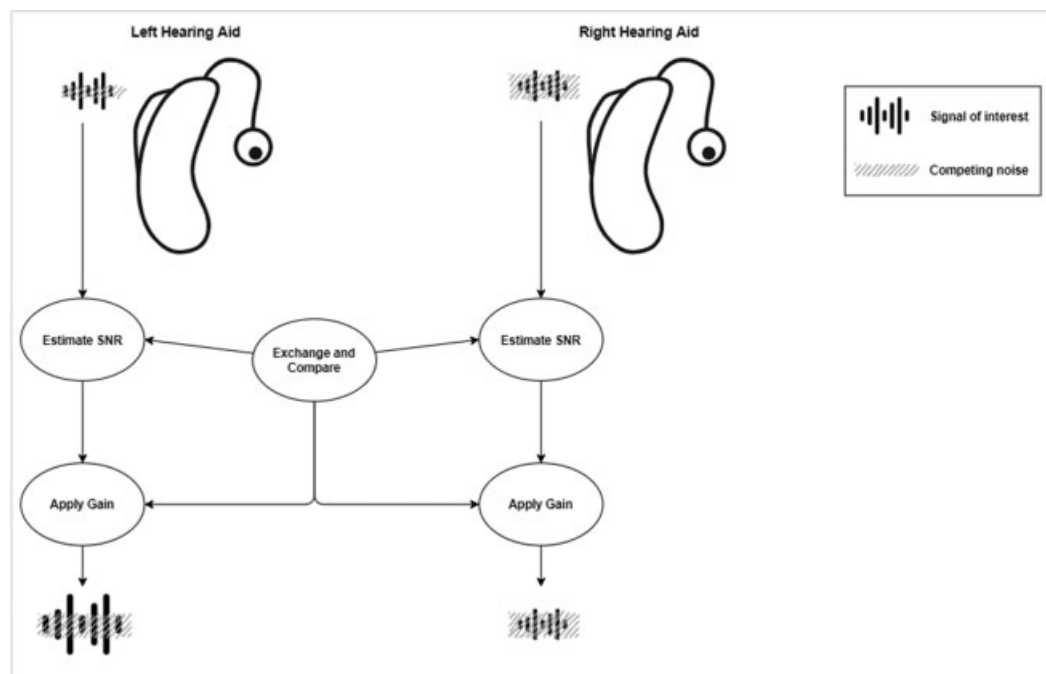 Left Hearing Aid
Right Hearing Aid
Signal of interest
Competing noise
Estimate SNR
Exchange and
Compare
Estimate SNR
Apply Gain
Apply Gain